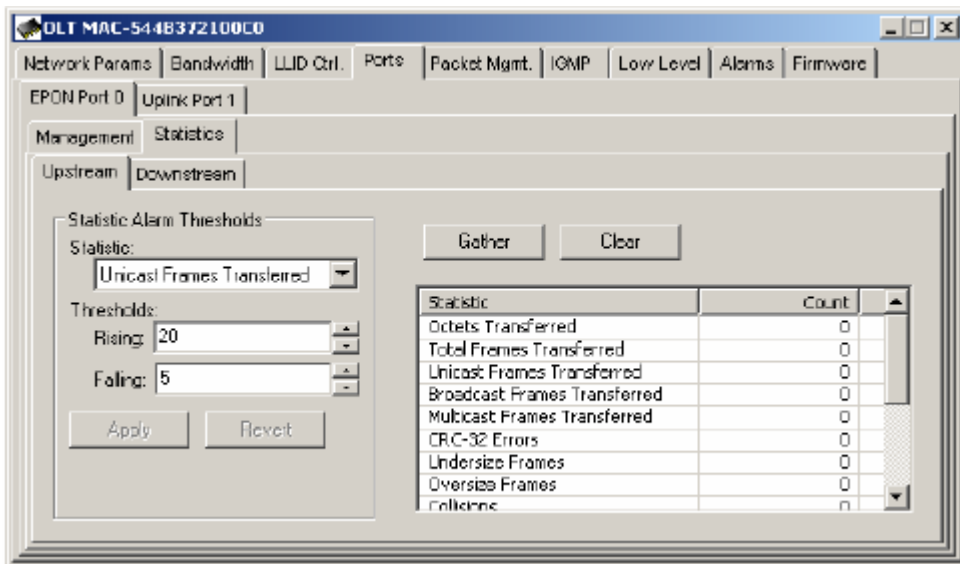 OLT MAC-544B372100C0
Network Params Bandwidth LLID Ctrl. Ports Packet Mgmt. IGMP Low Level Alarms Firmware
EPON Port 0 Uplink Port 1
Management Statistics
Upstream Downstream
Statistic Alarm Thresholds
Statistic:
Unicast Frames Transferred
Thresholds:
Rising: 20
Falling: 5
Apply Revert
Gather Clear
Statistic Count
Octets Transferred 0
Total Frames Transferred 0
Unicast Frames Transferred 0
Broadcast Frames Transferred 0
Multicast Frames Transferred 0
CRC-32 Errors 0
Undersize Frames 0
Oversize Frames 0
Collisions 0